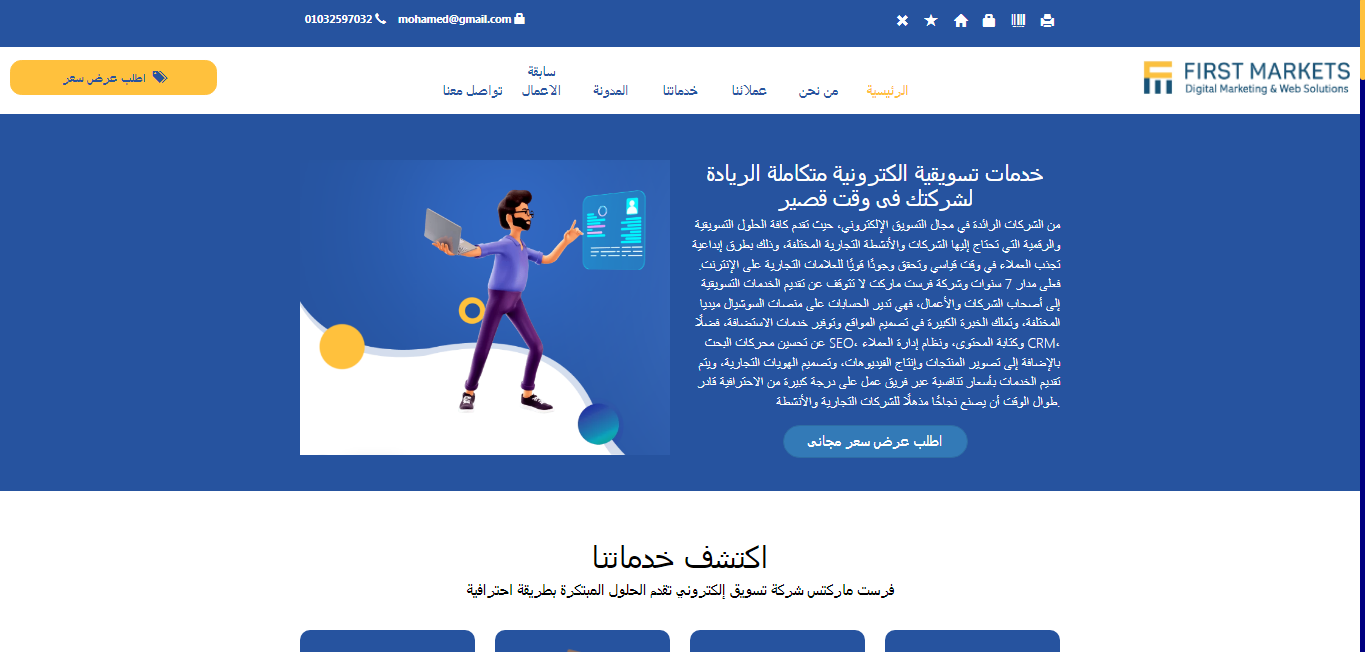 01032597032
mohamed@gmail.com
FIRST MARKETS
Digital Marketing & Web Solutions
الرئيسية
من نحن
عملائنا
خدماتنا
المدونة
سابقة
الاعمال
تواصل معنا
اطلب عرض سعر
خدمات تسويقية الكترونية متكاملة الريادة
لشركتك فى وقت قصير
من الشركات الرائدة في مجال التسويق الإلكتروني، حيث تقدم كافة الحلول التسويقية
والرقمية التي تحتاج إليها الشركات والأنشطة التجارية المختلفة، وذلك بطرق إبداعية
تجذب العملاء في وقت قياسي وتحقق وجودًا قويًا للعلامات التجارية على الإنترنت.
فعلى مدار 7 سنوات وشركة فرست ماركت لا تتوقف عن تقديم الخدمات التسويقية
إلى أصحاب الشركات والأعمال، فهي تدير الحسابات على منصات السوشيال ميديا
المختلفة، وتملك الخبرة الكبيرة في تصميم المواقع وتوفير خدمات الاستضافة، فضلًا
عن تحسين محركات البحث SEO، وكتابة المحتوى، ونظام إدارة العملاء CRM،
بالإضافة إلى تصوير المنتجات وإنتاج الفيديوهات، وتصميم الهويات التجارية، ويتم
تقديم الخدمات بأسعار تنافسية عبر فريق عمل على درجة كبيرة من الاحترافية قادر
.طوال الوقت أن يصنع نجاحًا مذهلًا للشركات التجارية والأنشطة
اطلب عرض سعر مجانى
اكتشف خدماتنا
فرست ماركتس شركة تسويق إلكتروني تقدم الحلول المبتكرة بطريقة احترافية